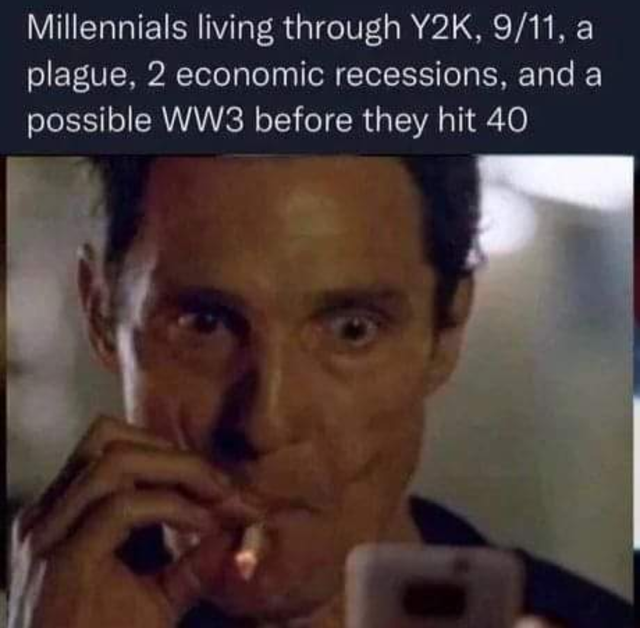 Millennials living through Y2K, 9/11, a
plague, 2 economic recessions, and a
possible WW3 before they hit 40